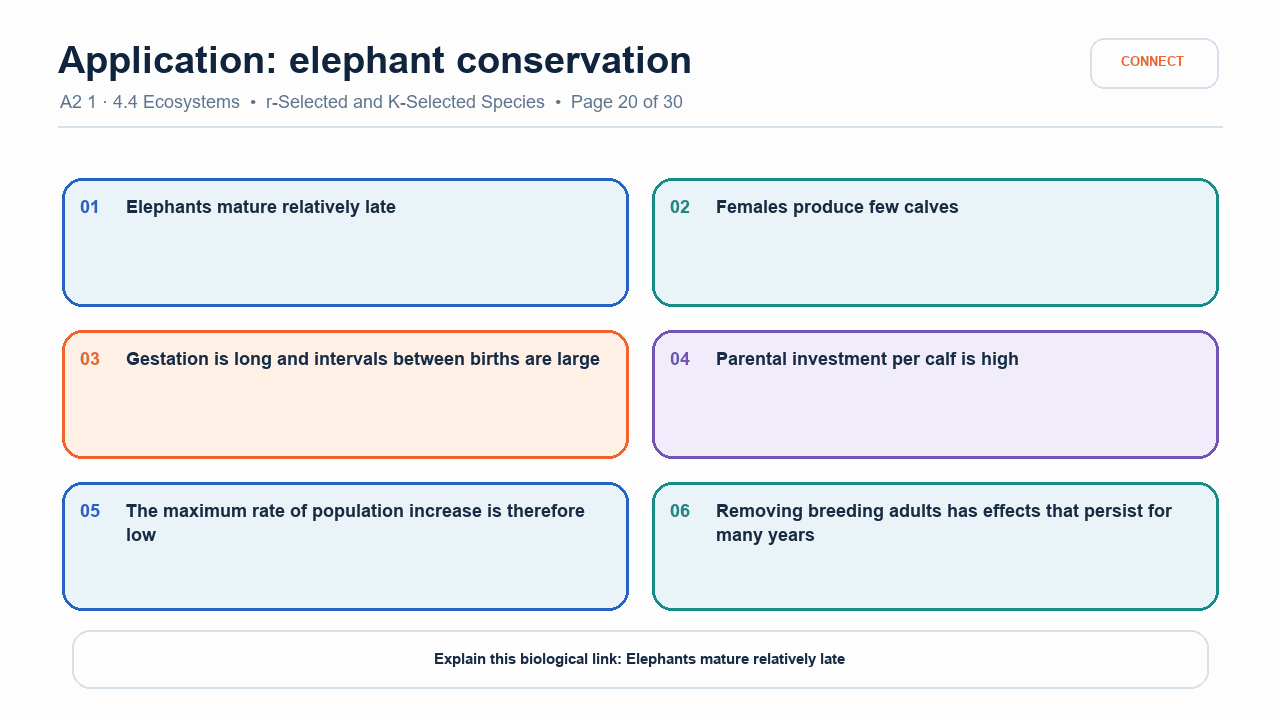 Application: elephant conservation
CONNECT
A2 1 · 4.4 Ecosystems • r-Selected and K-Selected Species • Page 20 of 30
01 Elephants mature relatively late
02 Females produce few calves
03 Gestation is long and intervals between births are large
04 Parental investment per calf is high
05 The maximum rate of population increase is therefore
low
06 Removing breeding adults has effects that persist for
many years
Explain this biological link: Elephants mature relatively late